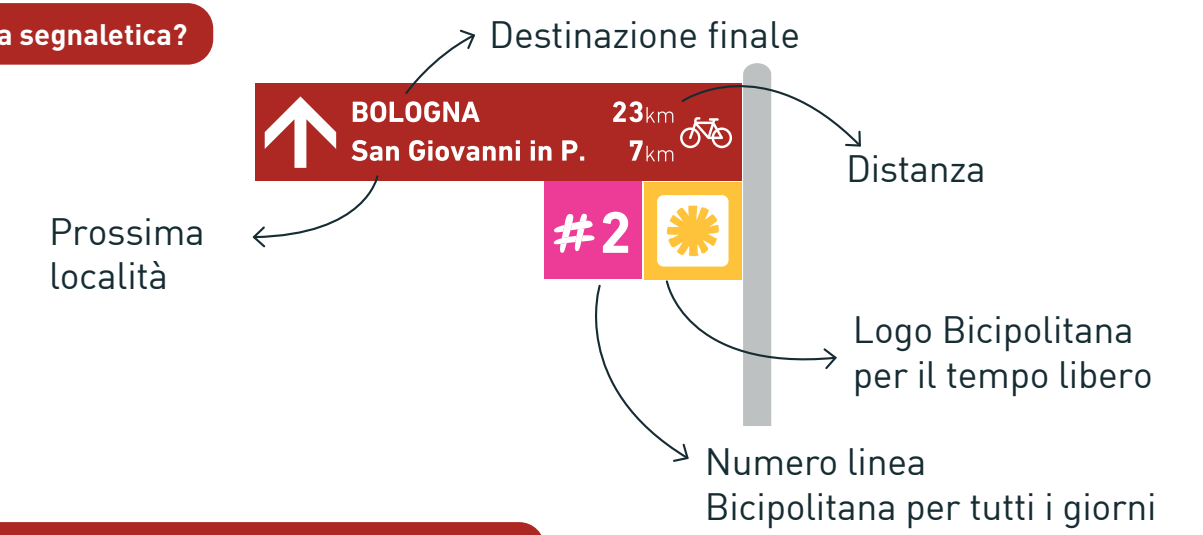 a segnaletica?
Destinazione finale
BOLOGNA 23km
San Giovanni in P. 7km
Distanza
Prossima
località
#2
Logo Bicipolitana
per il tempo libero
Numero linea
Bicipolitana per tutti i giorni